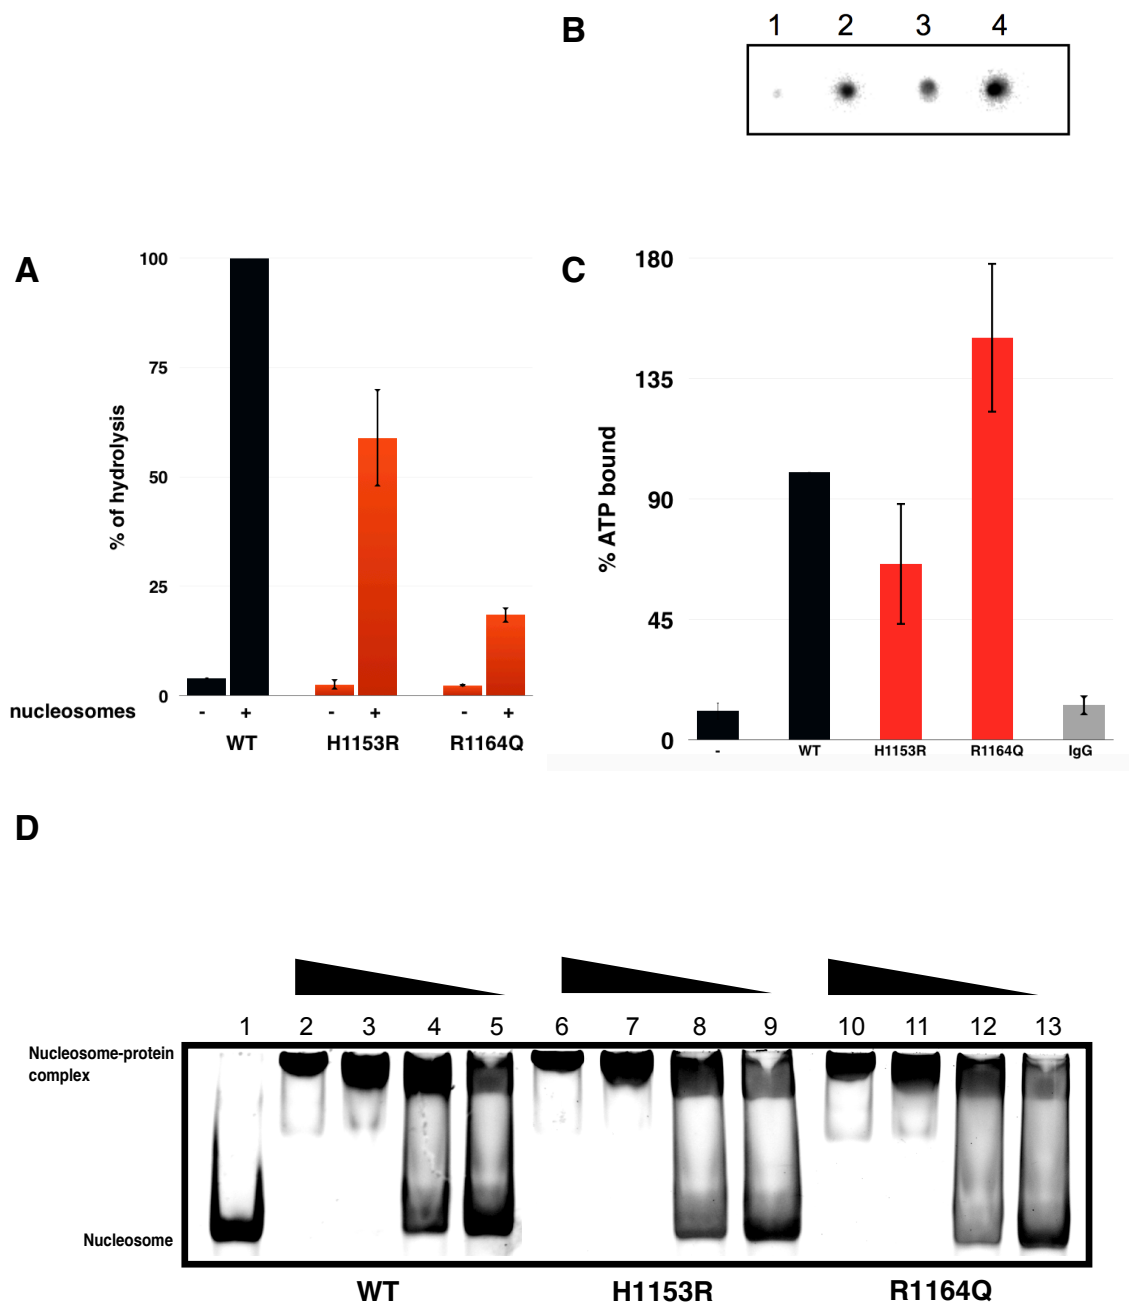 B
1 2 3 4
A
100
75
50
25
0
% of hydrolysis
nucleosomes - + - + - +
WT H1153R R1164Q
C
180
135
90
45
0
% ATP bound
- WT H1153R R1164Q IgG
D
1 2 3 4 5 6 7 8 9 10 11 12 13
Nucleosome-protein
complex
Nucleosome
WT H1153R R1164Q